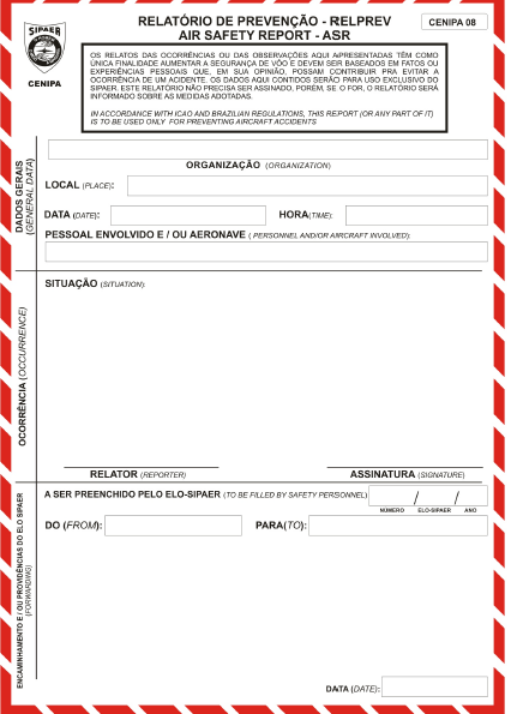 SIPAER
CENIPA
RELATÓRIO DE PREVENÇÃO - RELPREV
AIR SAFETY REPORT - ASR
CENIPA 08
OS RELATOS DAS OCORRÊNCIAS OU DAS OBSERVAÇÕES AQUI APRESENTADAS TÊM COMO
ÚNICA FINALIDADE AUMENTAR A SEGURANÇA DE VÔO E DEVEM SER BASEADOS EM FATOS OU
EXPERIÊNCIAS PESSOAIS QUE, EM SUA OPINIÃO, POSSAM CONTRIBUIR PRA EVITAR A
OCORRÊNCIA DE UM ACIDENTE. OS DADOS AQUI CONTIDOS SERÃO PARA USO EXCLUSIVO DO
SIPAER. ESTE RELATÓRIO NÃO PRECISA SER ASSINADO, PORÉM, SE O FOR, O RELATOR SERÁ
INFORMADO SOBRE AS MEDIDAS ADOTADAS.
IN ACCORDANCE WITH ICAO AND BRAZILIAN REGULATIONS, THIS REPORT (OR ANY PART OF IT)
IS TO BE USED ONLY FOR PREVENTING AIRCRAFT ACCIDENTS
DADOS GERAIS
(GENERAL DATA)
ORGANIZAÇÃO (ORGANIZATION)
LOCAL (PLACE):
DATA (DATE): HORA(TIME):
PESSOAL ENVOLVIDO E / OU AERONAVE ( PERSONNEL AND/OR AIRCRAFT INVOLVED):
OCORRÊNCIA (OCCURRENCE)
SITUAÇÃO (SITUATION):
RELATOR (REPORTER) ASSINATURA (SIGNATURE)
ENCAMINHAMENTO E / OU PROVIDÊNCIAS DO ELO SIPAER
(FORWARDING)
A SER PREENCHIDO PELO ELO-SIPAER (TO BE FILLED BY SAFETY PERSONNEL) / /
NÚMERO ELO-SIPAER ANO
DO (FROM): PARA(TO):
DATA (DATE):